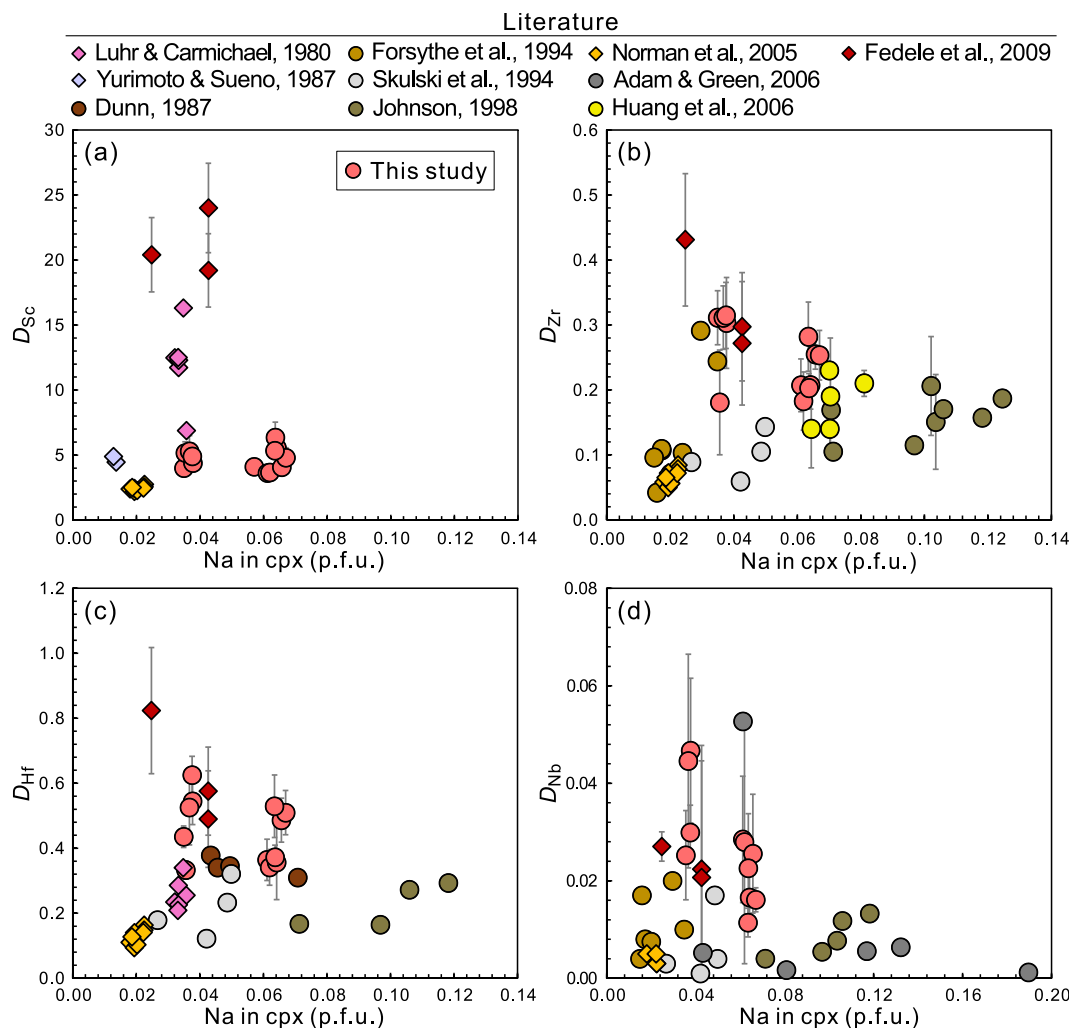 Literature
Luhr & Carmichael, 1980 Forsythe et al., 1994 Norman et al., 2005 Fedele et al., 2009
Yurimoto & Sueno, 1987 Skulski et al., 1994 Adam & Green, 2006
Dunn, 1987 Johnson, 1998 Huang et al., 2006
(a) This study
30
25
20
15
10
5
0
DSc
0.00 0.02 0.04 0.06 0.08 0.10 0.12 0.14
Na in cpx (p.f.u.)
(b)
0.6
0.5
0.4
0.3
0.2
0.1
0.0
DZr
0.00 0.02 0.04 0.06 0.08 0.10 0.12 0.14
Na in cpx (p.f.u.)
(c)
1.2
1.0
0.8
0.6
0.4
0.2
0.0
DHf
0.00 0.02 0.04 0.06 0.08 0.10 0.12 0.14
Na in cpx (p.f.u.)
(d)
0.08
0.06
0.04
0.02
0.00
DNb
0.00 0.04 0.08 0.12 0.16 0.20
Na in cpx (p.f.u.)